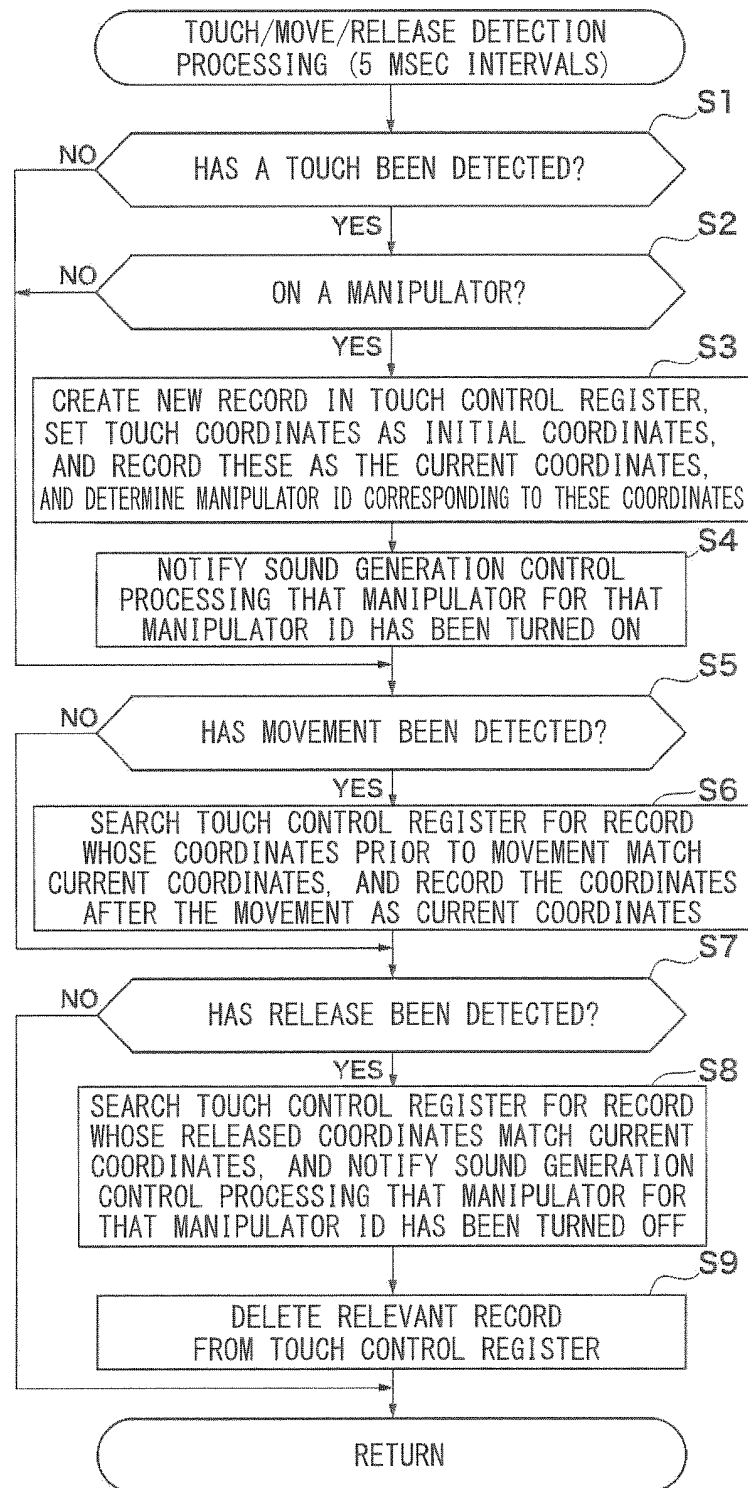 TOUCH/MOVE/RELEASE DETECTION
PROCESSING (5 MSEC INTERVALS)
S1
NO
HAS A TOUCH BEEN DETECTED?
YES
S2
NO
ON A MANIPULATOR?
YES
S3
CREATE NEW RECORD IN TOUCH CONTROL REGISTER,
SET TOUCH COORDINATES AS INITIAL COORDINATES,
AND RECORD THESE AS THE CURRENT COORDINATES,
AND DETERMINE MANIPULATOR ID CORRESPONDING TO THESE COORDINATES
S4
NOTIFY SOUND GENERATION CONTROL
PROCESSING THAT MANIPULATOR FOR THAT
MANIPULATOR ID HAS BEEN TURNED ON
S5
NO
HAS MOVEMENT BEEN DETECTED?
YES
S6
SEARCH TOUCH CONTROL REGISTER FOR RECORD
WHOSE COORDINATES PRIOR TO MOVEMENT MATCH
CURRENT COORDINATES, AND RECORD THE COORDINATES
AFTER THE MOVEMENT AS CURRENT COORDINATES
S7
NO
HAS RELEASE BEEN DETECTED?
YES
S8
SEARCH TOUCH CONTROL REGISTER FOR RECORD
WHOSE RELEASED COORDINATES MATCH CURRENT
COORDINATES, AND NOTIFY SOUND GENERATION
CONTROL PROCESSING THAT MANIPULATOR FOR
THAT MANIPULATOR ID HAS BEEN TURNED OFF
S9
DELETE RELEVANT RECORD
FROM TOUCH CONTROL REGISTER
RETURN